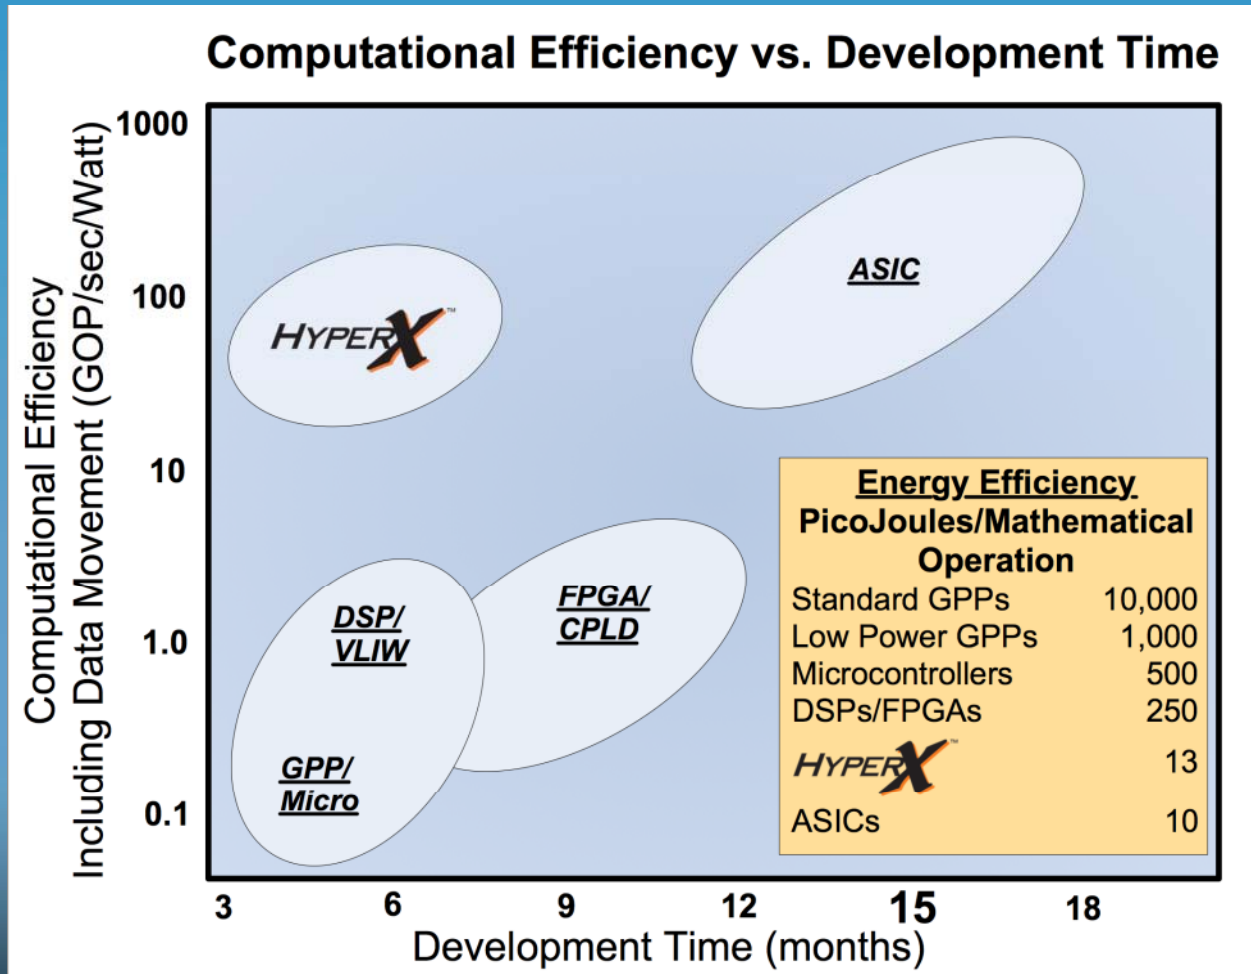 Computational Efficiency vs. Development Time
Computational Efficiency
Including Data Movement (GOP/sec/Watt)
1000
100
10
1.0
0.1
HYPERX™
ASIC
DSP/
VLIW
FPGA/
CPLD
GPP/
Micro
Energy Efficiency
PicoJoules/Mathematical
Operation
Standard GPPs 10,000
Low Power GPPs 1,000
Microcontrollers 500
DSPs/FPGAs 250
HYPERX™ 13
ASICs 10
3 6 9 12 15 18
Development Time (months)